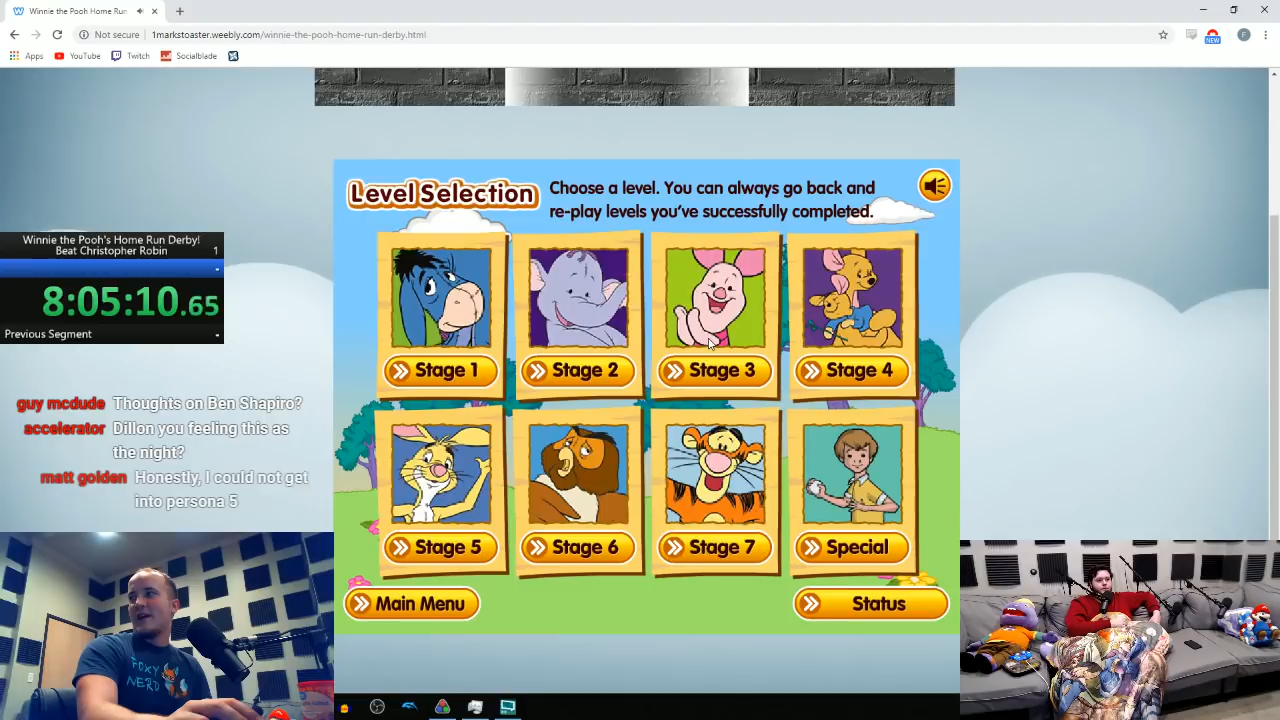 Winnie the Pooh Home Run
Not secure | 1markstoaster.weebly.com/winnie-the-pooh-home-run-derby.html
NEW
F
Apps YouTube Twitch Socialblade
Level Selection
Choose a level. You can always go back and
re-play levels you've successfully completed.
Winnie the Pooh's Home Run Derby!
Beat Christopher Robin 1
-
8:05:10.65
Previous Segment -
Stage 1 Stage 2 Stage 3 Stage 4
guy mcdude Thoughts on Ben Shapiro?
accelerator Dillon you feeling this as
the night?
matt golden Honestly, I could not get
into persona 5
Stage 5 Stage 6 Stage 7 Special
Main Menu Status
FOXY
NERD